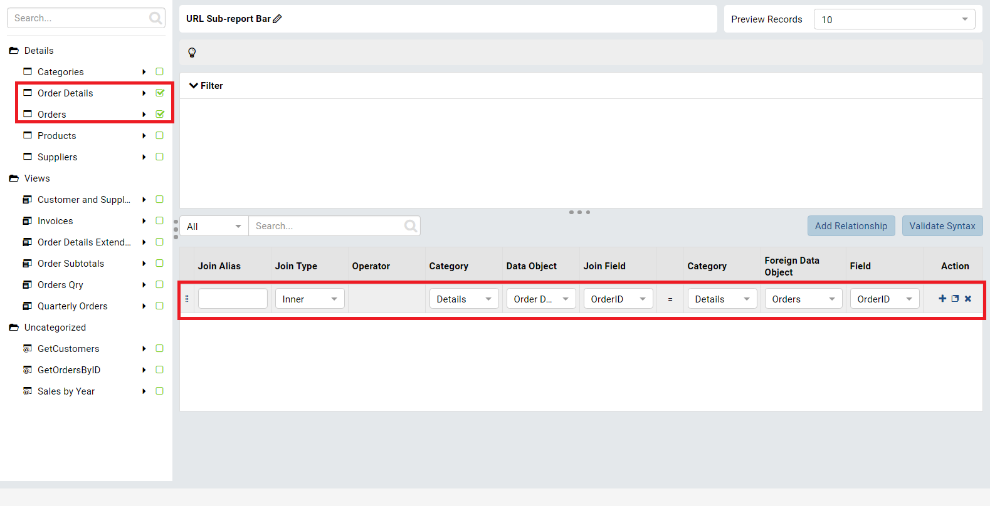 Search...
Details
Categories
Order Details
Orders
Products
Suppliers
Views
Customer and Suppl...
Invoices
Order Details Extend...
Order Subtotals
Orders Qry
Quarterly Orders
Uncategorized
GetCustomers
GetOrdersByID
Sales by Year
URL Sub-report Bar
Preview Records 10
Filter
All Search... Add Relationship Validate Syntax
Join Alias Join Type Operator Category Data Object Join Field Category Foreign Data Object Field Action
Inner Details Order D... OrderID = Details Orders OrderID